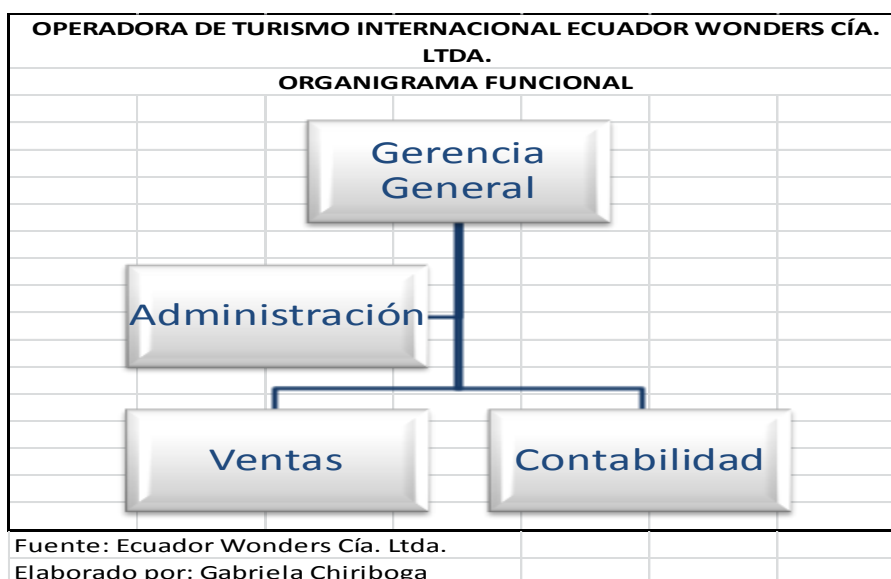 OPERADORA DE TURISMO INTERNACIONAL ECUADOR WONDERS CÍA.
LTDA.
ORGANIGRAMA FUNCIONAL
Gerencia
General
Administración
Ventas
Contabilidad
Fuente: Ecuador Wonders Cía. Ltda.
Elaborado por: Gabriela Chiriboga